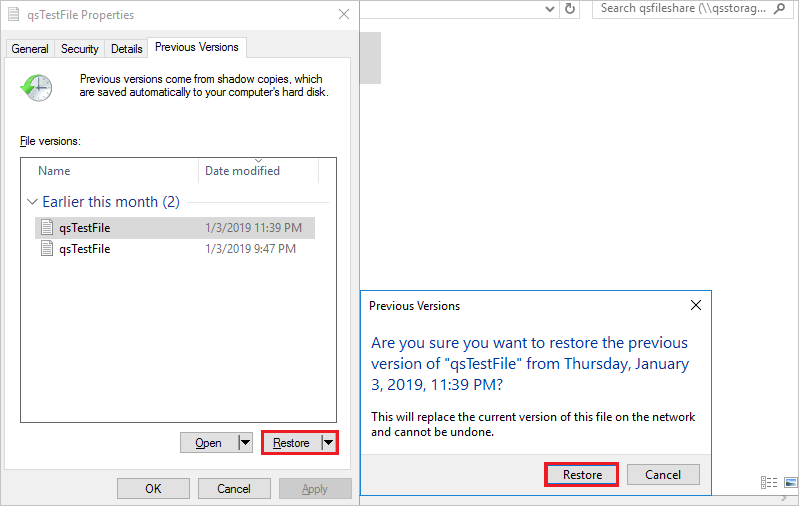 qsTestFile Properties
General
Security
Details
Previous Versions
Previous versions come from shadow copies, which
are saved automatically to your computer's hard disk.
File versions:
Name
Date modified
Earlier this month (2)
qsTestFile 1/3/2019 11:39 PM
qsTestFile 1/3/2019 9:47 PM
Open
Restore
OK
Cancel
Apply
Search qsfileshare (\\qsstorag...
Previous Versions
Are you sure you want to restore the previous
version of "qsTestFile" from Thursday, January
3, 2019, 11:39 PM?
This will replace the current version of this file on the network
and cannot be undone.
Restore
Cancel